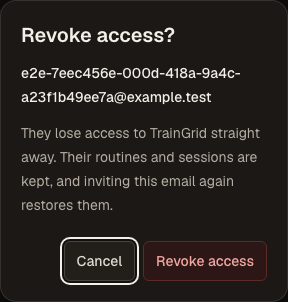 Revoke access?
e2e-7eec456e-000d-418a-9a4c-
a23f1b49ee7a@example.test
They lose access to TrainGrid straight
away. Their routines and sessions are
kept, and inviting this email again
restores them.
Cancel
Revoke access